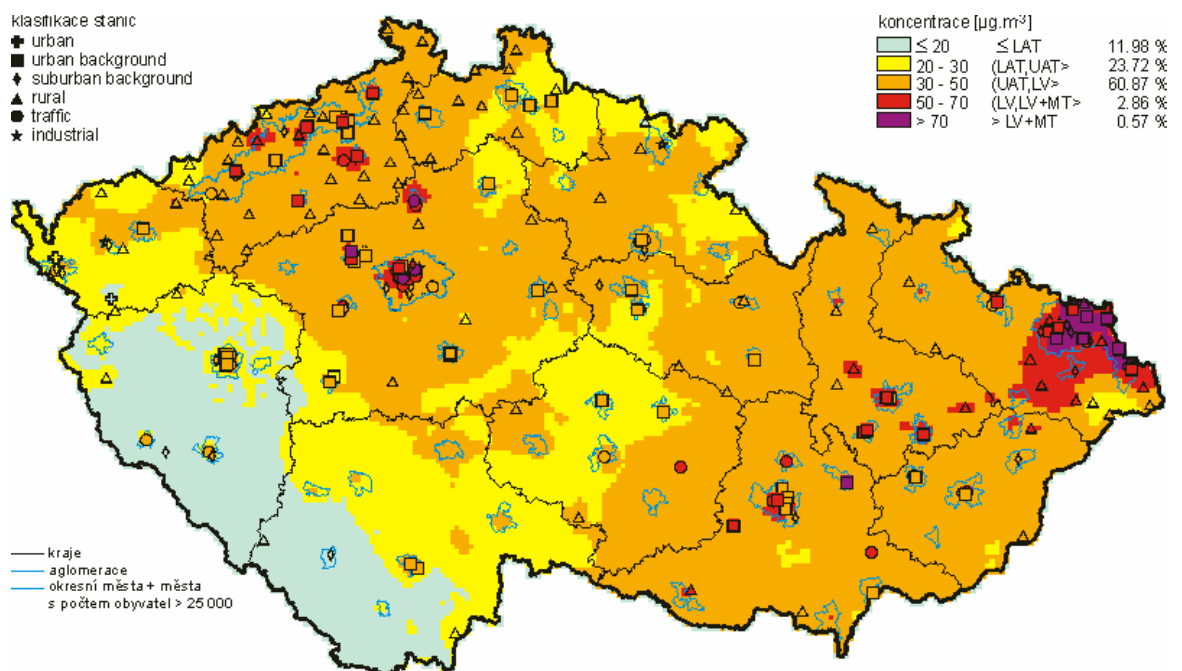 klasifikace stanic
urban
urban background
suburban background
rural
traffic
industrial
koncentrace [µg.m⁻³]
≤ 20 ≤ LAT 11.98 %
20 - 30 (LAT,UAT> 23.72 %
30 - 50 (UAT,LV> 60.87 %
50 - 70 (LV,LV+MT> 2.86 %
> 70 > LV+MT 0.57 %
kraje
aglomerace
okresní města + města
s počtem obyvatel > 25 000